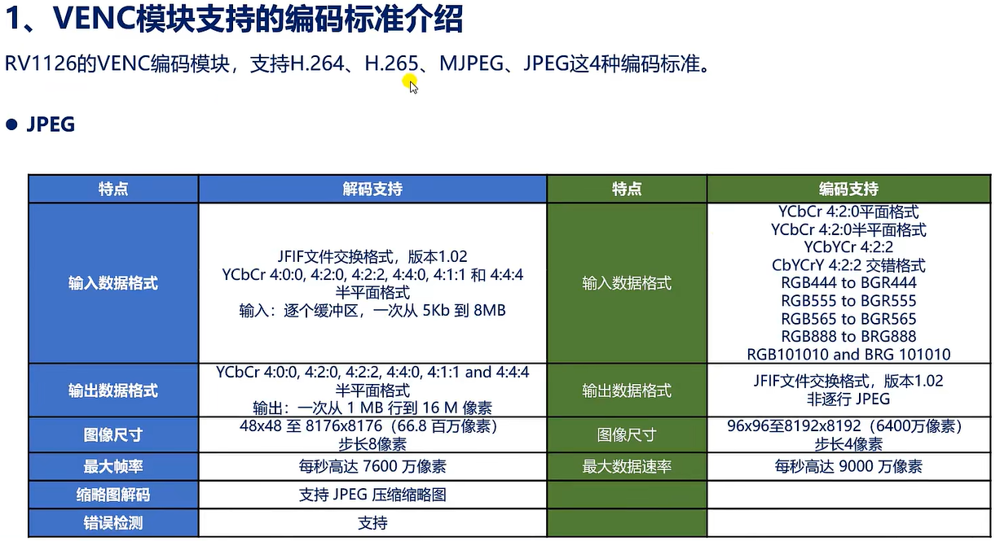 1、VENC模块支持的编码标准介绍
RV1126的VENC编码模块，支持H.264、H.265、MJPEG、JPEG这4种编码标准。
● JPEG
特点 解码支持 特点 编码支持
输入数据格式
JFIF文件交换格式，版本1.02
YCbCr 4:0:0, 4:2:0, 4:2:2, 4:4:0, 4:1:1 和 4:4:4
半平面格式
输入：逐个缓冲区，一次从 5Kb 到 8MB
输入数据格式
YCbCr 4:2:0平面格式
YCbCr 4:2:0半平面格式
YCbYCr 4:2:2
CbYCrY 4:2:2 交错格式
RGB444 to BGR444
RGB555 to BGR555
RGB565 to BGR565
RGB888 to BRG888
RGB101010 and BRG 101010
输出数据格式
YCbCr 4:0:0, 4:2:0, 4:2:2, 4:4:0, 4:1:1 and 4:4:4
半平面格式
输出：一次从 1 MB 行到 16 M 像素
输出数据格式
JFIF文件交换格式，版本1.02
非逐行 JPEG
图像尺寸
48x48 至 8176x8176（66.8 百万像素）
步长8像素
图像尺寸
96x96至8192x8192（6400万像素）
步长4像素
最大帧率 每秒高达 7600 万像素 最大数据速率 每秒高达 9000 万像素
缩略图解码 支持 JPEG 压缩缩略图
错误检测 支持